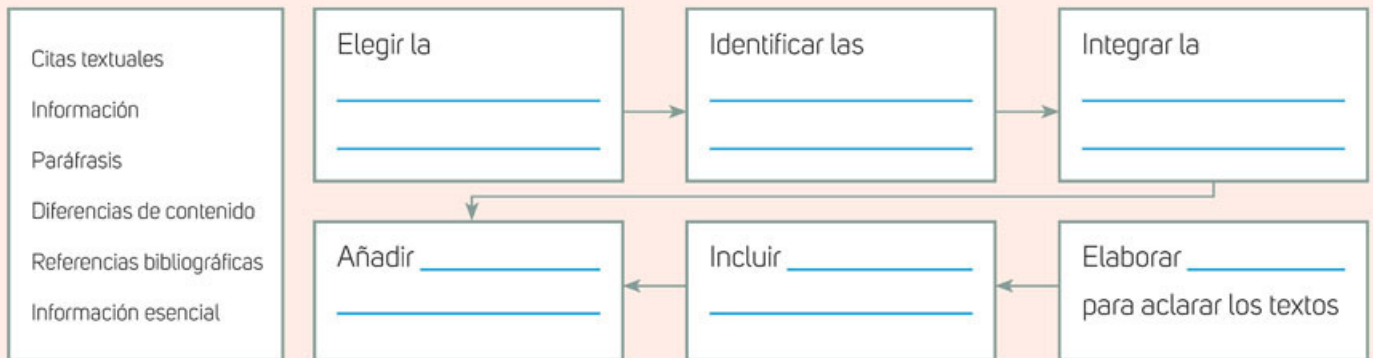 Citas textuales
Información
Paráfrasis
Diferencias de contenido
Referencias bibliográficas
Información esencial
Elegir la
Identificar las
Integrar la
Añadir
Incluir
Elaborar
para aclarar los textos